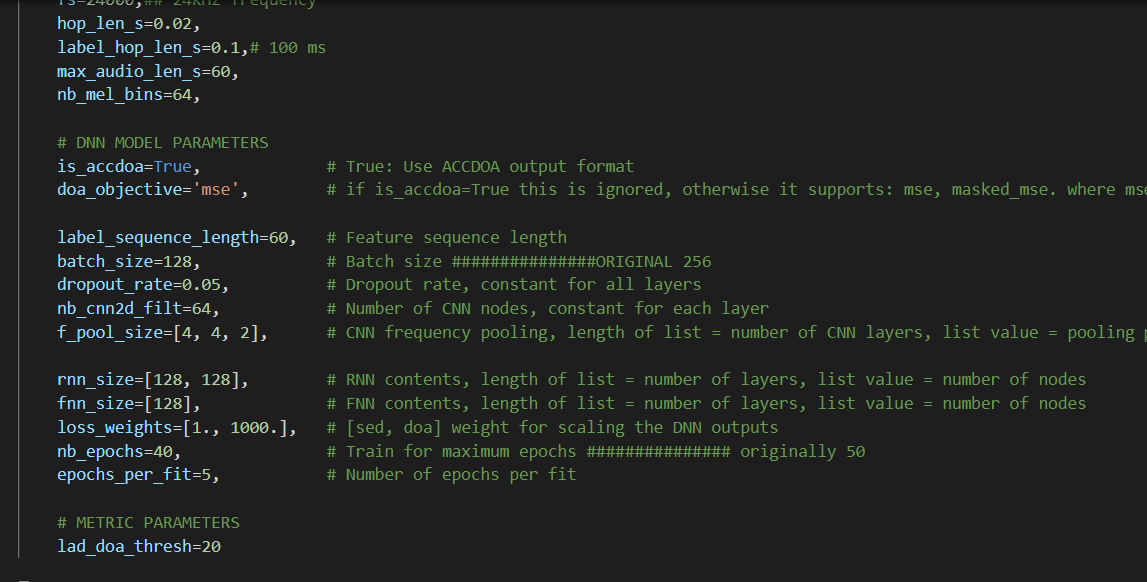 fs=24000,## 24KHz frequency
hop_len_s=0.02,
label_hop_len_s=0.1,# 100 ms
max_audio_len_s=60,
nb_mel_bins=64,
# DNN MODEL PARAMETERS
is_accdoa=True, # True: Use ACCDOA output format
doa_objective='mse', # if is_accdoa=True this is ignored, otherwise it supports: mse, masked_mse. where mse
label_sequence_length=60, # Feature sequence length
batch_size=128, # Batch size ###############ORIGINAL 256
dropout_rate=0.05, # Dropout rate, constant for all layers
nb_cnn2d_filt=64, # Number of CNN nodes, constant for each layer
f_pool_size=[4, 4, 2], # CNN frequency pooling, length of list = number of CNN layers, list value = pooling
rnn_size=[128, 128], # RNN contents, length of list = number of layers, list value = number of nodes
fnn_size=[128], # FNN contents, length of list = number of layers, list value = number of nodes
loss_weights=[1., 1000.], # [sed, doa] weight for scaling the DNN outputs
nb_epochs=40, # Train for maximum epochs ############### originally 50
epochs_per_fit=5, # Number of epochs per fit
# METRIC PARAMETERS
lad_doa_thresh=20